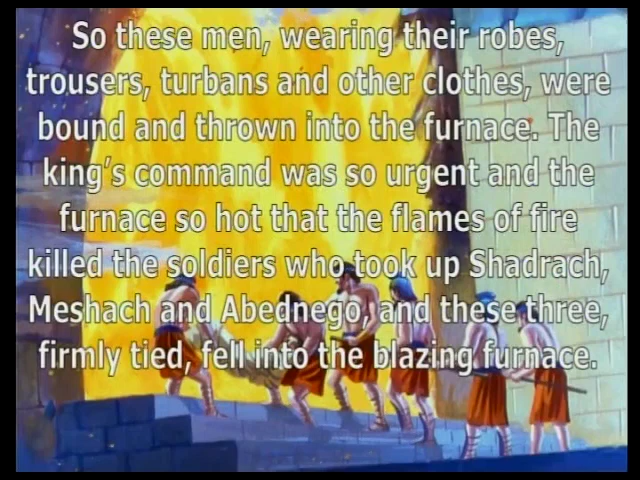 So these men, wearing their robes,
trousers, turbans and other clothes, were
bound and thrown into the furnace. The
king's command was so urgent and the
furnace so hot that the flames of fire
killed the soldiers who took up Shadrach,
Meshach and Abednego, and these three,
firmly tied, fell into the blazing furnace.